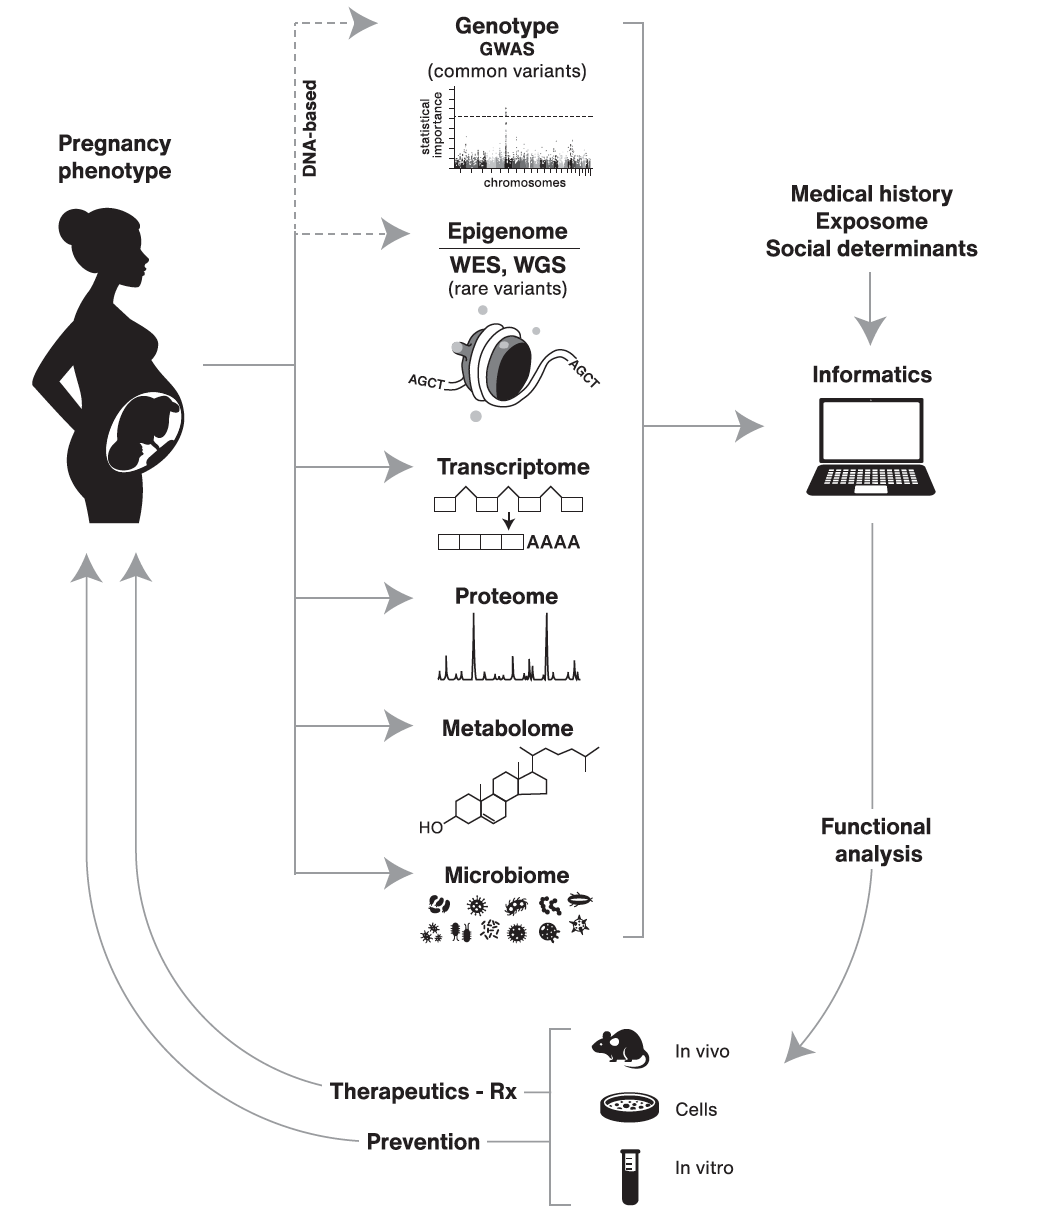 Pregnancy
phenotype
DNA-based
Genotype
GWAS
(common variants)
statistical
importance
chromosomes
Epigenome
WES, WGS
(rare variants)
AGCT
AGCT
Transcriptome
AAAA
Proteome
Metabolome
HO
Microbiome
Medical history
Exposome
Social determinants
Informatics
Functional
analysis
In vivo
Cells
In vitro
Therapeutics - Rx
Prevention